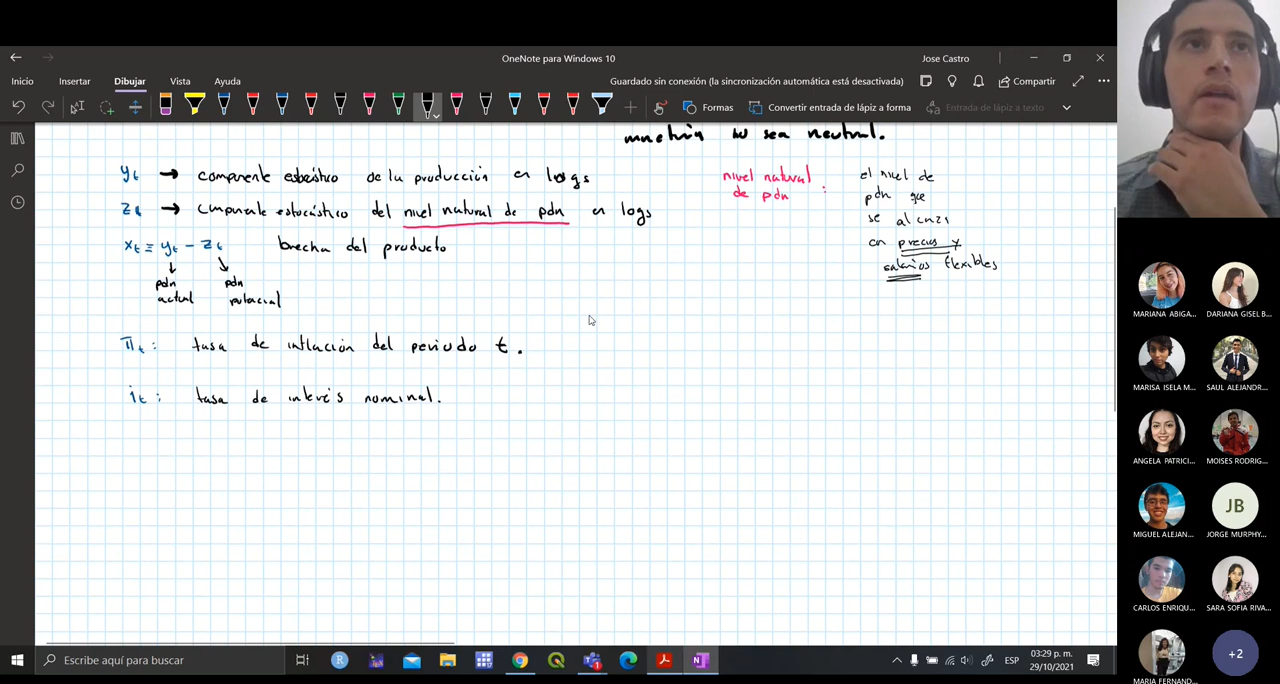 OneNote para Windows 10
Jose Castro
Inicio Insertar Dibujar Vista Ayuda
Guardado sin conexión (la sincronización automática está desactivada)
Compartir
Formas
Convertir entrada de lápiz a forma
Entrada de lápiz a texto
sea neutral.
yt → componente estocástico de la producción en logs
zt → componente estocástico del nivel natural de pdn en logs
xt ≡ yt - zt brecha del producto
pdn actual
pdn potencial
nivel natural de pdn :
el nivel de
pdn que
se alcanza
en precios y
salarios flexibles
πt: tasa de inflación del periodo t.
it: tasa de interés nominal.
MARIANA ABIGA...
DARIANA GISEL B...
MARISA ISELA M...
SAUL ALEJANDR...
ANGELA PATRICI...
MOISES RODRIG...
MIGUEL ALEJAN...
JB
JORGE MURPHY...
CARLOS ENRIQU...
SARA SOFIA RIVA...
MARIA FERNAND...
+2
Escribe aquí para buscar
ESP
03:29 p. m.
29/10/2021